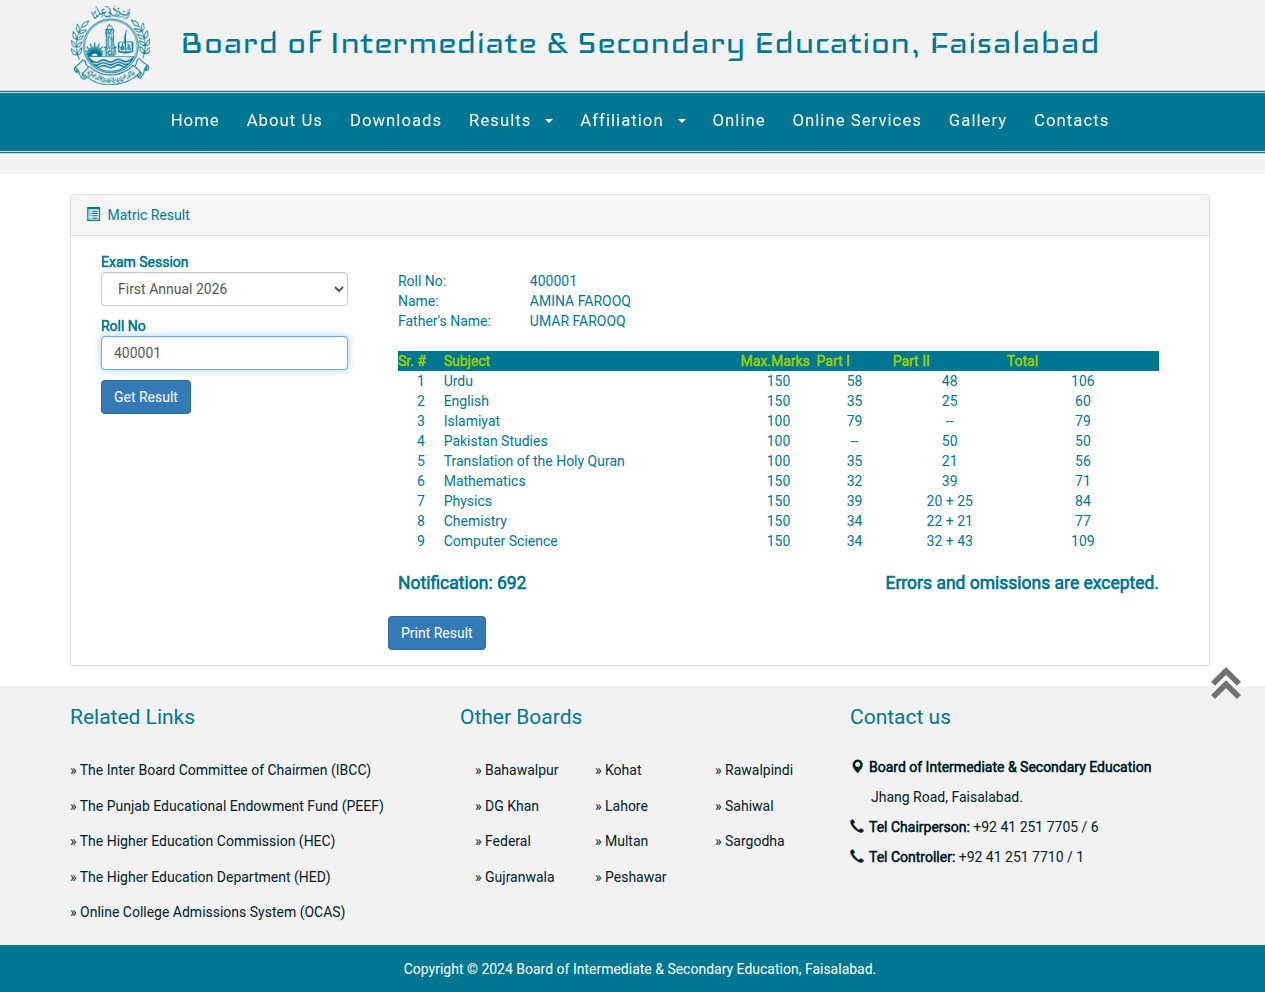 Board of Intermediate & Secondary Education, Faisalabad
Home About Us Downloads Results Affiliation Online Online Services Gallery Contacts
Matric Result
Exam Session
First Annual 2026
Roll No
400001
Get Result
Roll No: 400001
Name: AMINA FAROOQ
Father's Name: UMAR FAROOQ
Sr. # Subject Max.Marks Part I Part II Total
1 Urdu 150 58 48 106
2 English 150 35 25 60
3 Islamiyat 100 79 -- 79
4 Pakistan Studies 100 -- 50 50
5 Translation of the Holy Quran 100 35 21 56
6 Mathematics 150 32 39 71
7 Physics 150 39 20 + 25 84
8 Chemistry 150 34 22 + 21 77
9 Computer Science 150 34 32 + 43 109
Notification: 692 Errors and omissions are excepted.
Print Result
Related Links
» The Inter Board Committee of Chairmen (IBCC)
» The Punjab Educational Endowment Fund (PEEF)
» The Higher Education Commission (HEC)
» The Higher Education Department (HED)
» Online College Admissions System (OCAS)
Other Boards
» Bahawalpur » Kohat » Rawalpindi
» DG Khan » Lahore » Sahiwal
» Federal » Multan » Sargodha
» Gujranwala » Peshawar
Contact us
Board of Intermediate & Secondary Education
Jhang Road, Faisalabad.
Tel Chairperson: +92 41 251 7705 / 6
Tel Controller: +92 41 251 7710 / 1
Copyright © 2024 Board of Intermediate & Secondary Education, Faisalabad.